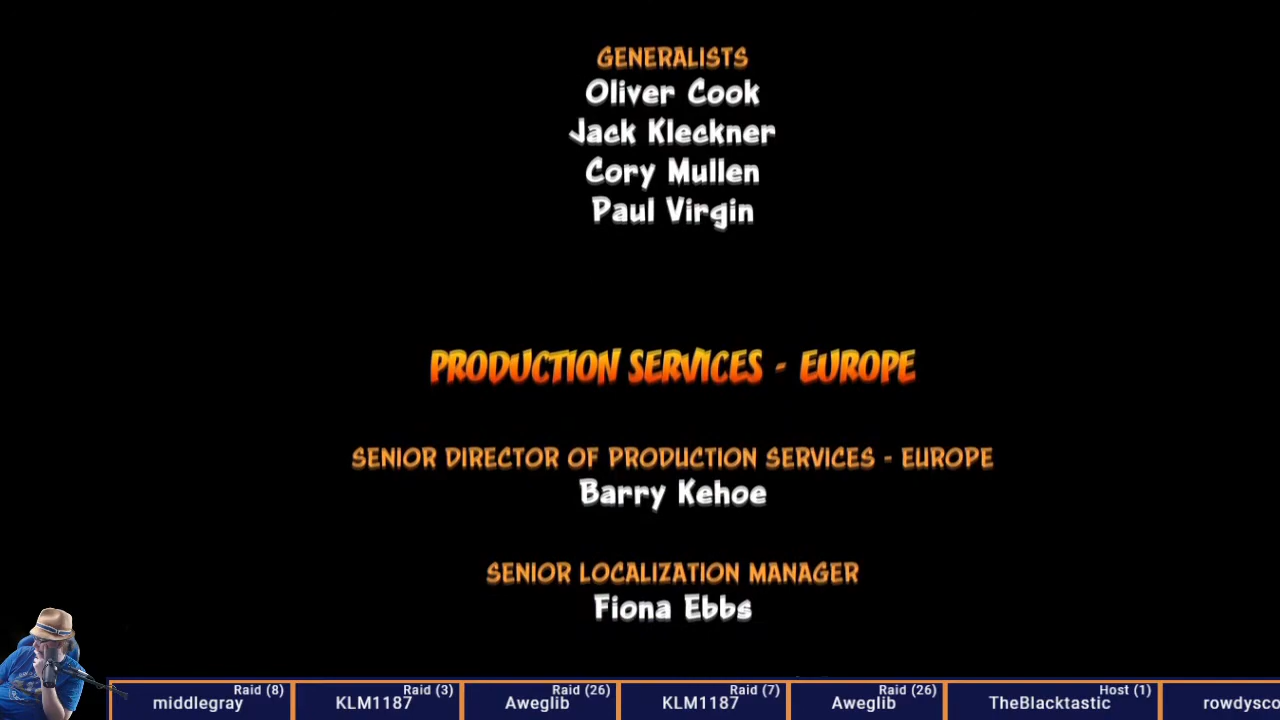 GENERALISTS
Oliver Cook
Jack Kleckner
Cory Mullen
Paul Virgin
PRODUCTION SERVICES - EUROPE
SENIOR DIRECTOR OF PRODUCTION SERVICES - EUROPE
Barry Kehoe
SENIOR LOCALIZATION MANAGER
Fiona Ebbs
Raid (8)
middlegray
Raid (3)
KLM1187
Raid (26)
Aweglib
Raid (7)
KLM1187
Raid (26)
Aweglib
Host (1)
TheBlacktastic
rowdysco